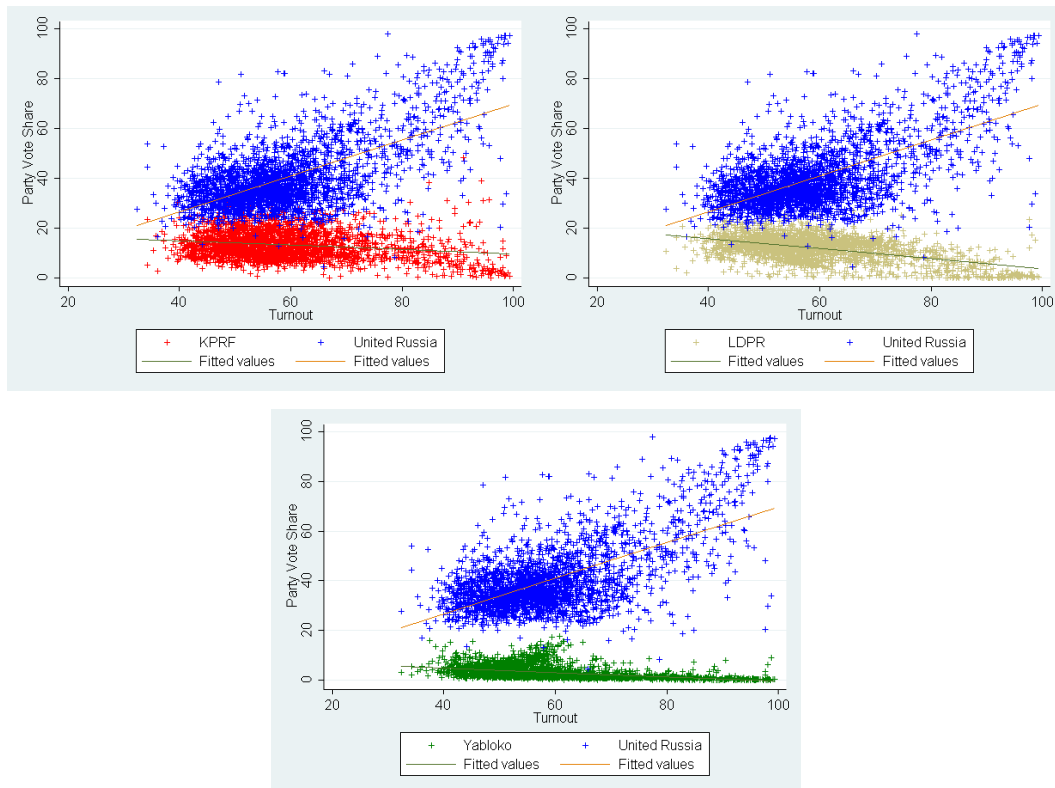 Party Vote Share
100
80
60
40
20
0
20 40 60 80 100
Turnout
KPRF United Russia
Fitted values Fitted values
Party Vote Share
100
80
60
40
20
0
20 40 60 80 100
Turnout
LDPR United Russia
Fitted values Fitted values
Party Vote Share
100
80
60
40
20
0
20 40 60 80 100
Turnout
Yabloko United Russia
Fitted values Fitted values